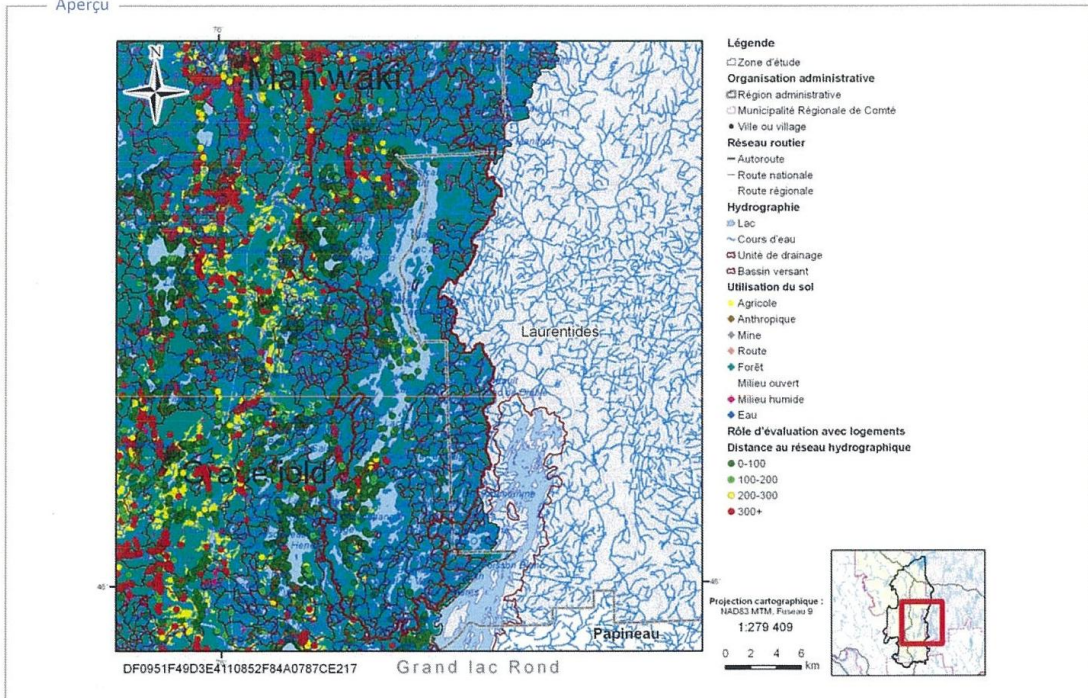 Aperçu
76°
N
Maniwaki
Laurentides
Gracefield
46°
46°
Papineau
76°
DF0951F49D3E4110852F84A0787CE217
Grand lac Rond
Légende
Zone d'étude
Organisation administrative
Région administrative
Municipalité Régionale de Comté
Ville ou village
Réseau routier
Autoroute
Route nationale
Route régionale
Hydrographie
Lac
Cours d'eau
Unité de drainage
Bassin versant
Utilisation du sol
Agricole
Anthropique
Mine
Route
Forêt
Milieu ouvert
Milieu humide
Eau
Rôle d'évaluation avec logements
Distance au réseau hydrographique
0-100
100-200
200-300
300+
Projection cartographique :
NAD83 MTM, Fuseau 9
1:279 409
0 2 4 6
km